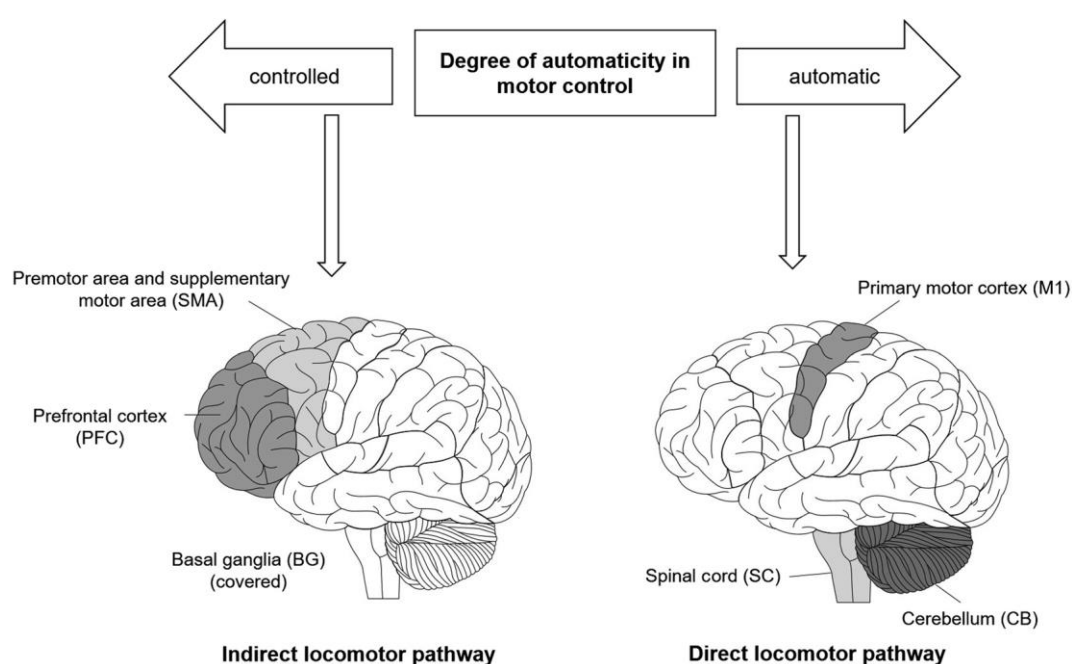 controlled
Degree of automaticity in
motor control
automatic
Premotor area and supplementary
motor area (SMA)
Prefrontal cortex
(PFC)
Basal ganglia (BG)
(covered)
Indirect locomotor pathway
Primary motor cortex (M1)
Spinal cord (SC)
Cerebellum (CB)
Direct locomotor pathway